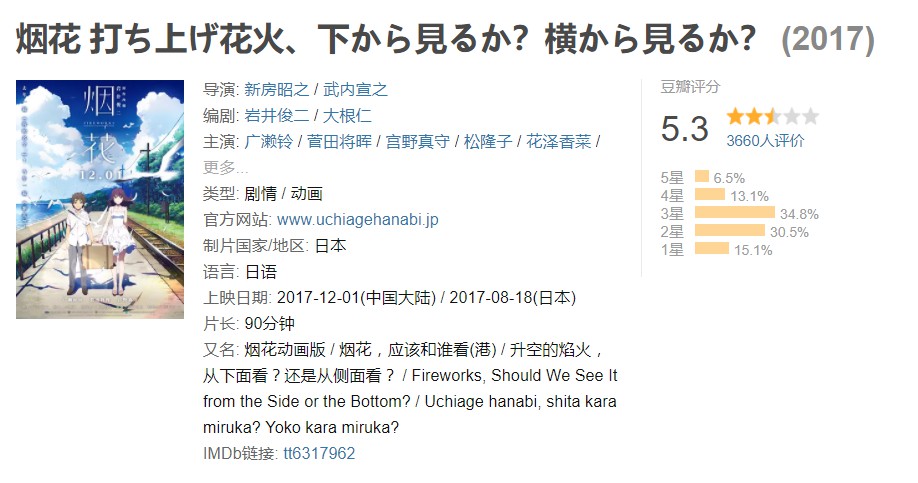 烟花 打ち上げ花火、下から見るか？横から見るか？ (2017)
烟
花
12.01
导演: 新房昭之 / 武内宣之
编剧: 岩井俊二 / 大根仁
主演: 广濑铃 / 菅田将晖 / 宫野真守 / 松隆子 / 花泽香菜 /
更多...
类型: 剧情 / 动画
官方网站: www.uchiagehanabi.jp
制片国家/地区: 日本
语言: 日语
上映日期: 2017-12-01(中国大陆) / 2017-08-18(日本)
片长: 90分钟
又名: 烟花动画版 / 烟花，应该和谁看(港) / 升空的焰火，
从下面看？还是从侧面看？ / Fireworks, Should We See It
from the Side or the Bottom? / Uchiage hanabi, shita kara
miruka? Yoko kara miruka?
IMDb链接: tt6317962
豆瓣评分
5.3
3660人评价
5星 6.5%
4星 13.1%
3星 34.8%
2星 30.5%
1星 15.1%